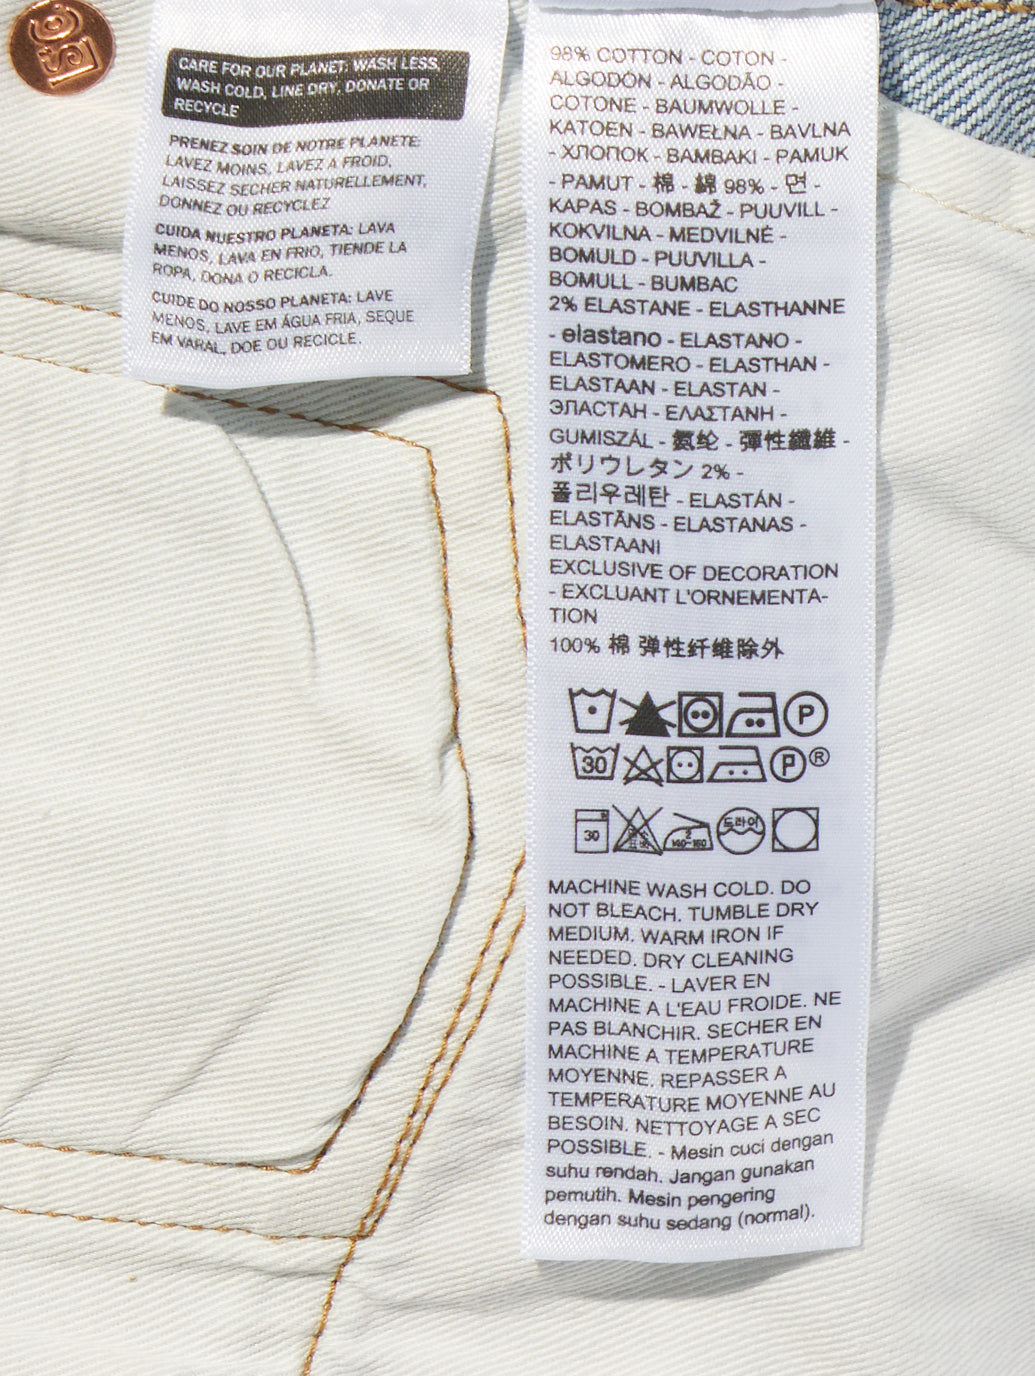 CARE FOR OUR PLANET: WASH LESS,
WASH COLD, LINE DRY, DONATE OR
RECYCLE
PRENEZ SOIN DE NOTRE PLANETE:
LAVEZ MOINS, LAVEZ A FROID,
LAISSEZ SECHER NATURELLEMENT,
DONNEZ OU RECYCLEZ
CUIDA NUESTRO PLANETA: LAVA
MENOS, LAVA EN FRIO, TIENDE LA
ROPA, DONA O RECICLA.
CUIDE DO NOSSO PLANETA: LAVE
MENOS, LAVE EM ÁGUA FRIA, SEQUE
EM VARAL, DOE OU RECICLE.
98% COTTON - COTON -
ALGODÓN - ALGODÃO -
COTONE - BAUMWOLLE -
KATOEN - BAWEŁNA - BAVLNA
- ХЛОПОК - BAMBAKI - PAMUK
- PAMUT - 棉 - 綿 98% - 면 -
KAPAS - BOMBAŽ - PUUVILL -
KOKVILNA - MEDVILNĖ -
BOMULD - PUUVILLA -
BOMULL - BUMBAC
2% ELASTANE - ELASTHANNE
- elastano - ELASTANO -
ELASTOMERO - ELASTHAN -
ELASTAAN - ELASTAN -
ЭЛАСТАН - ΕΛΑΣΤΑΝΗ -
GUMISZÁL - 氨纶 - 彈性纖維 -
ポリウレタン 2% -
폴리우레탄 - ELASTÁN -
ELASTĀNS - ELASTANAS -
ELASTAANI
EXCLUSIVE OF DECORATION
- EXCLUANT L'ORNEMENTA-
TION
100% 棉 弹性纤维除外
P
30 P®
30 140~160 드라이
MACHINE WASH COLD. DO
NOT BLEACH. TUMBLE DRY
MEDIUM. WARM IRON IF
NEEDED. DRY CLEANING
POSSIBLE. - LAVER EN
MACHINE A L'EAU FROIDE. NE
PAS BLANCHIR. SECHER EN
MACHINE A TEMPERATURE
MOYENNE. REPASSER A
TEMPERATURE MOYENNE AU
BESOIN. NETTOYAGE A SEC
POSSIBLE. - Mesin cuci dengan
suhu rendah. Jangan gunakan
pemutih. Mesin pengering
dengan suhu sedang (normal).